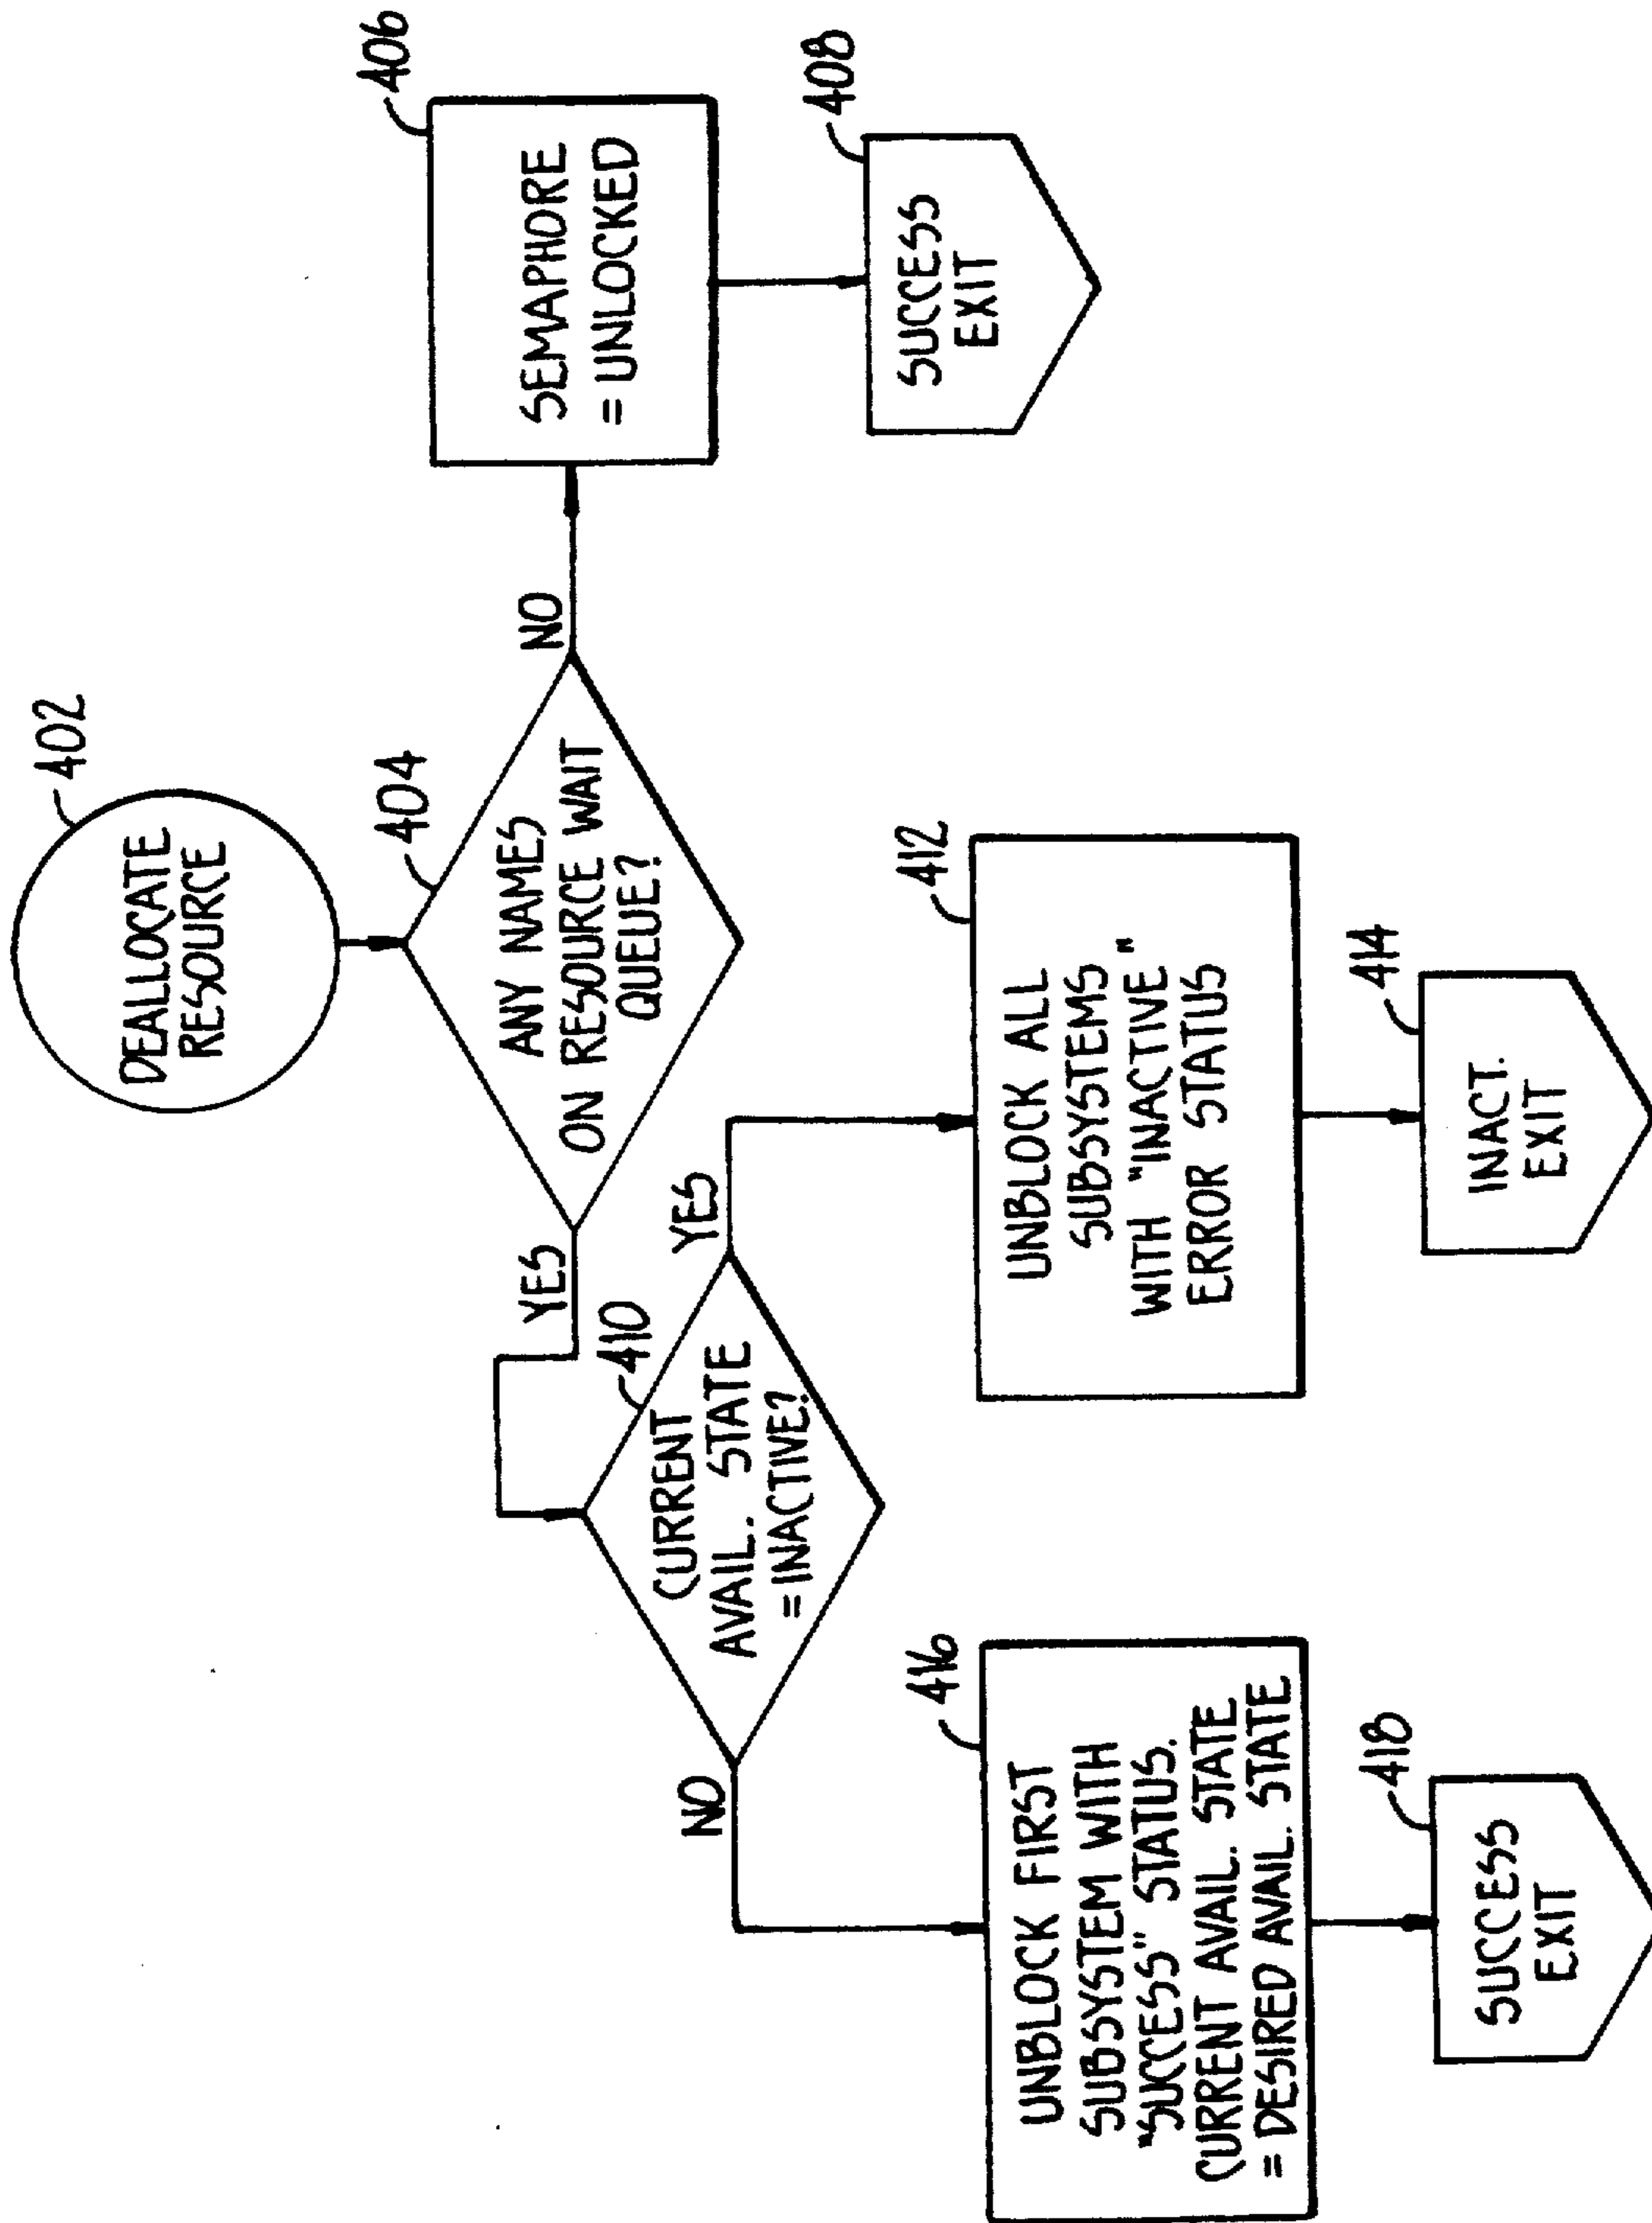 402
DEALLOCATE
RESOURCE
404
ANY NAMES
ON RESOURCE WAIT
QUEUE?
NO
406
SEMAPHORE
= UNLOCKED
408
SUCCESS
EXIT
YES
410
CURRENT
AVAIL. STATE
= INACTIVE?
YES
412
UNBLOCK ALL
SUBSYSTEMS
WITH "INACTIVE"
ERROR STATUS
414
INACT.
EXIT
NO
416
UNBLOCK FIRST
SUBSYSTEM WITH
"SUCCESS" STATUS.
CURRENT AVAIL. STATE
= DESIRED AVAIL. STATE
418
SUCCESS
EXIT